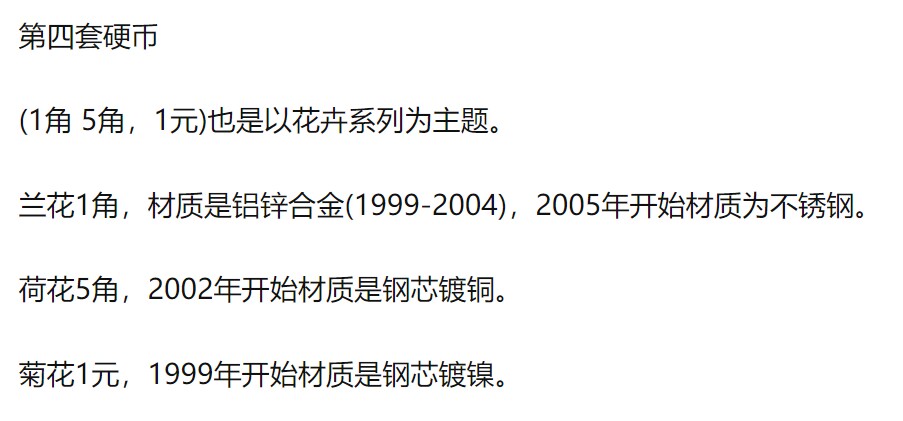 第四套硬币
(1角 5角，1元)也是以花卉系列为主题。
兰花1角，材质是铝锌合金(1999-2004)，2005年开始材质为不锈钢。
荷花5角，2002年开始材质是钢芯镀铜。
菊花1元，1999年开始材质是钢芯镀镍。